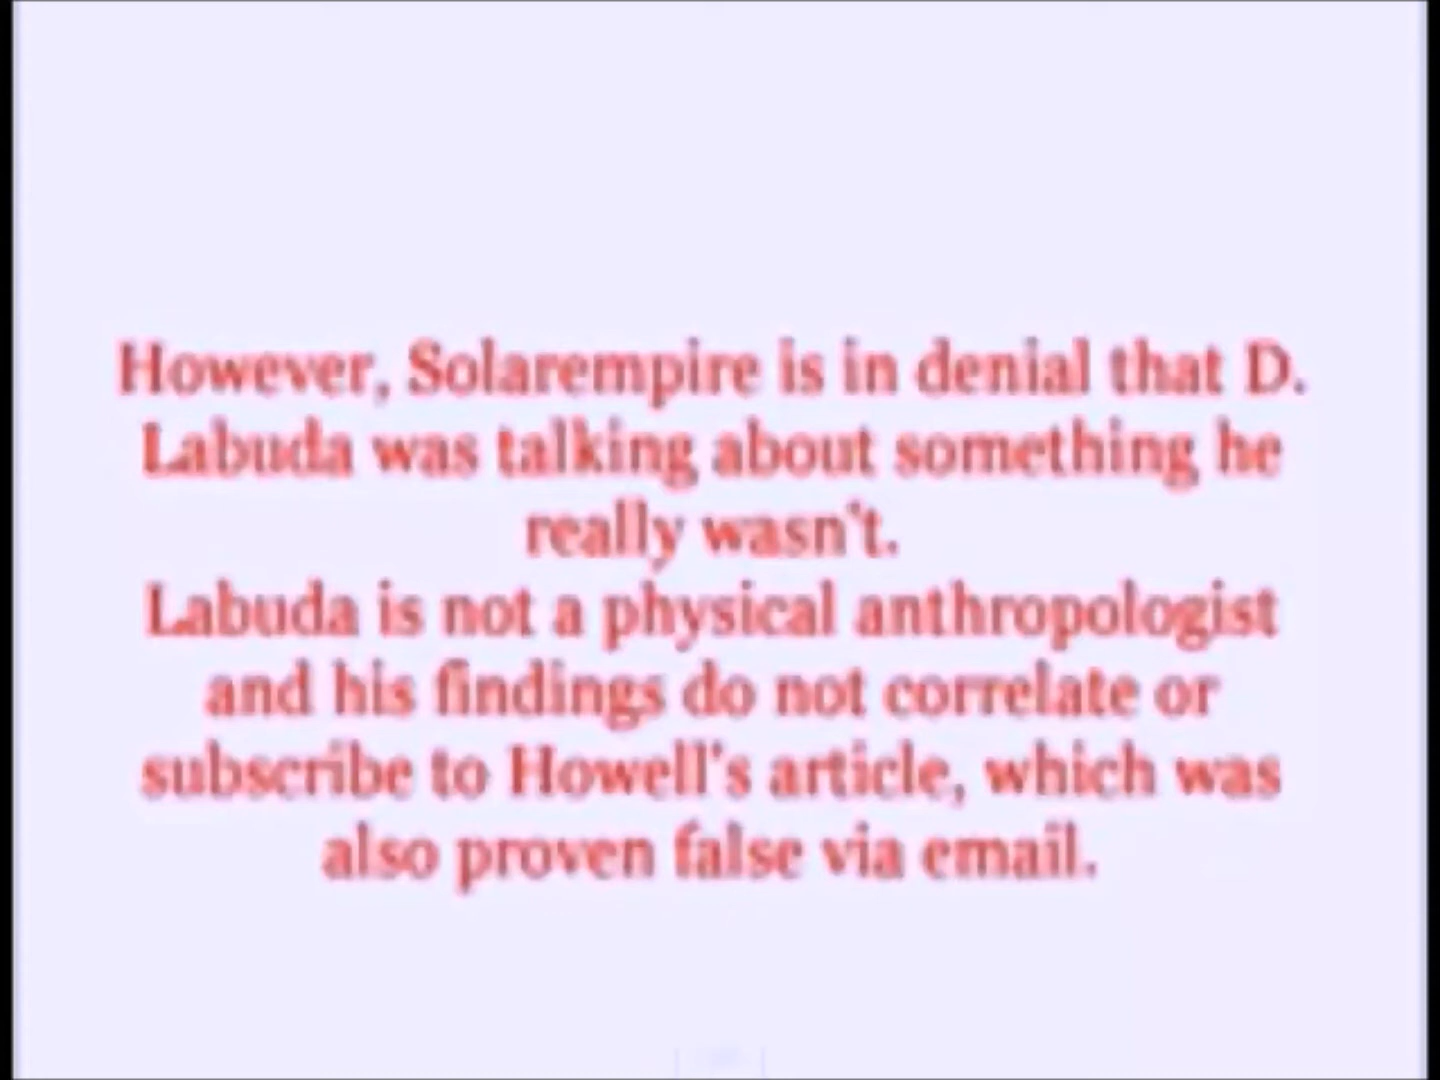 However, Solarempire is in denial that D.
Labuda was talking about something he
really wasn't.
Labuda is not a physical anthropologist
and his findings do not correlate or
subscribe to Howell's article, which was
also proven false via email.